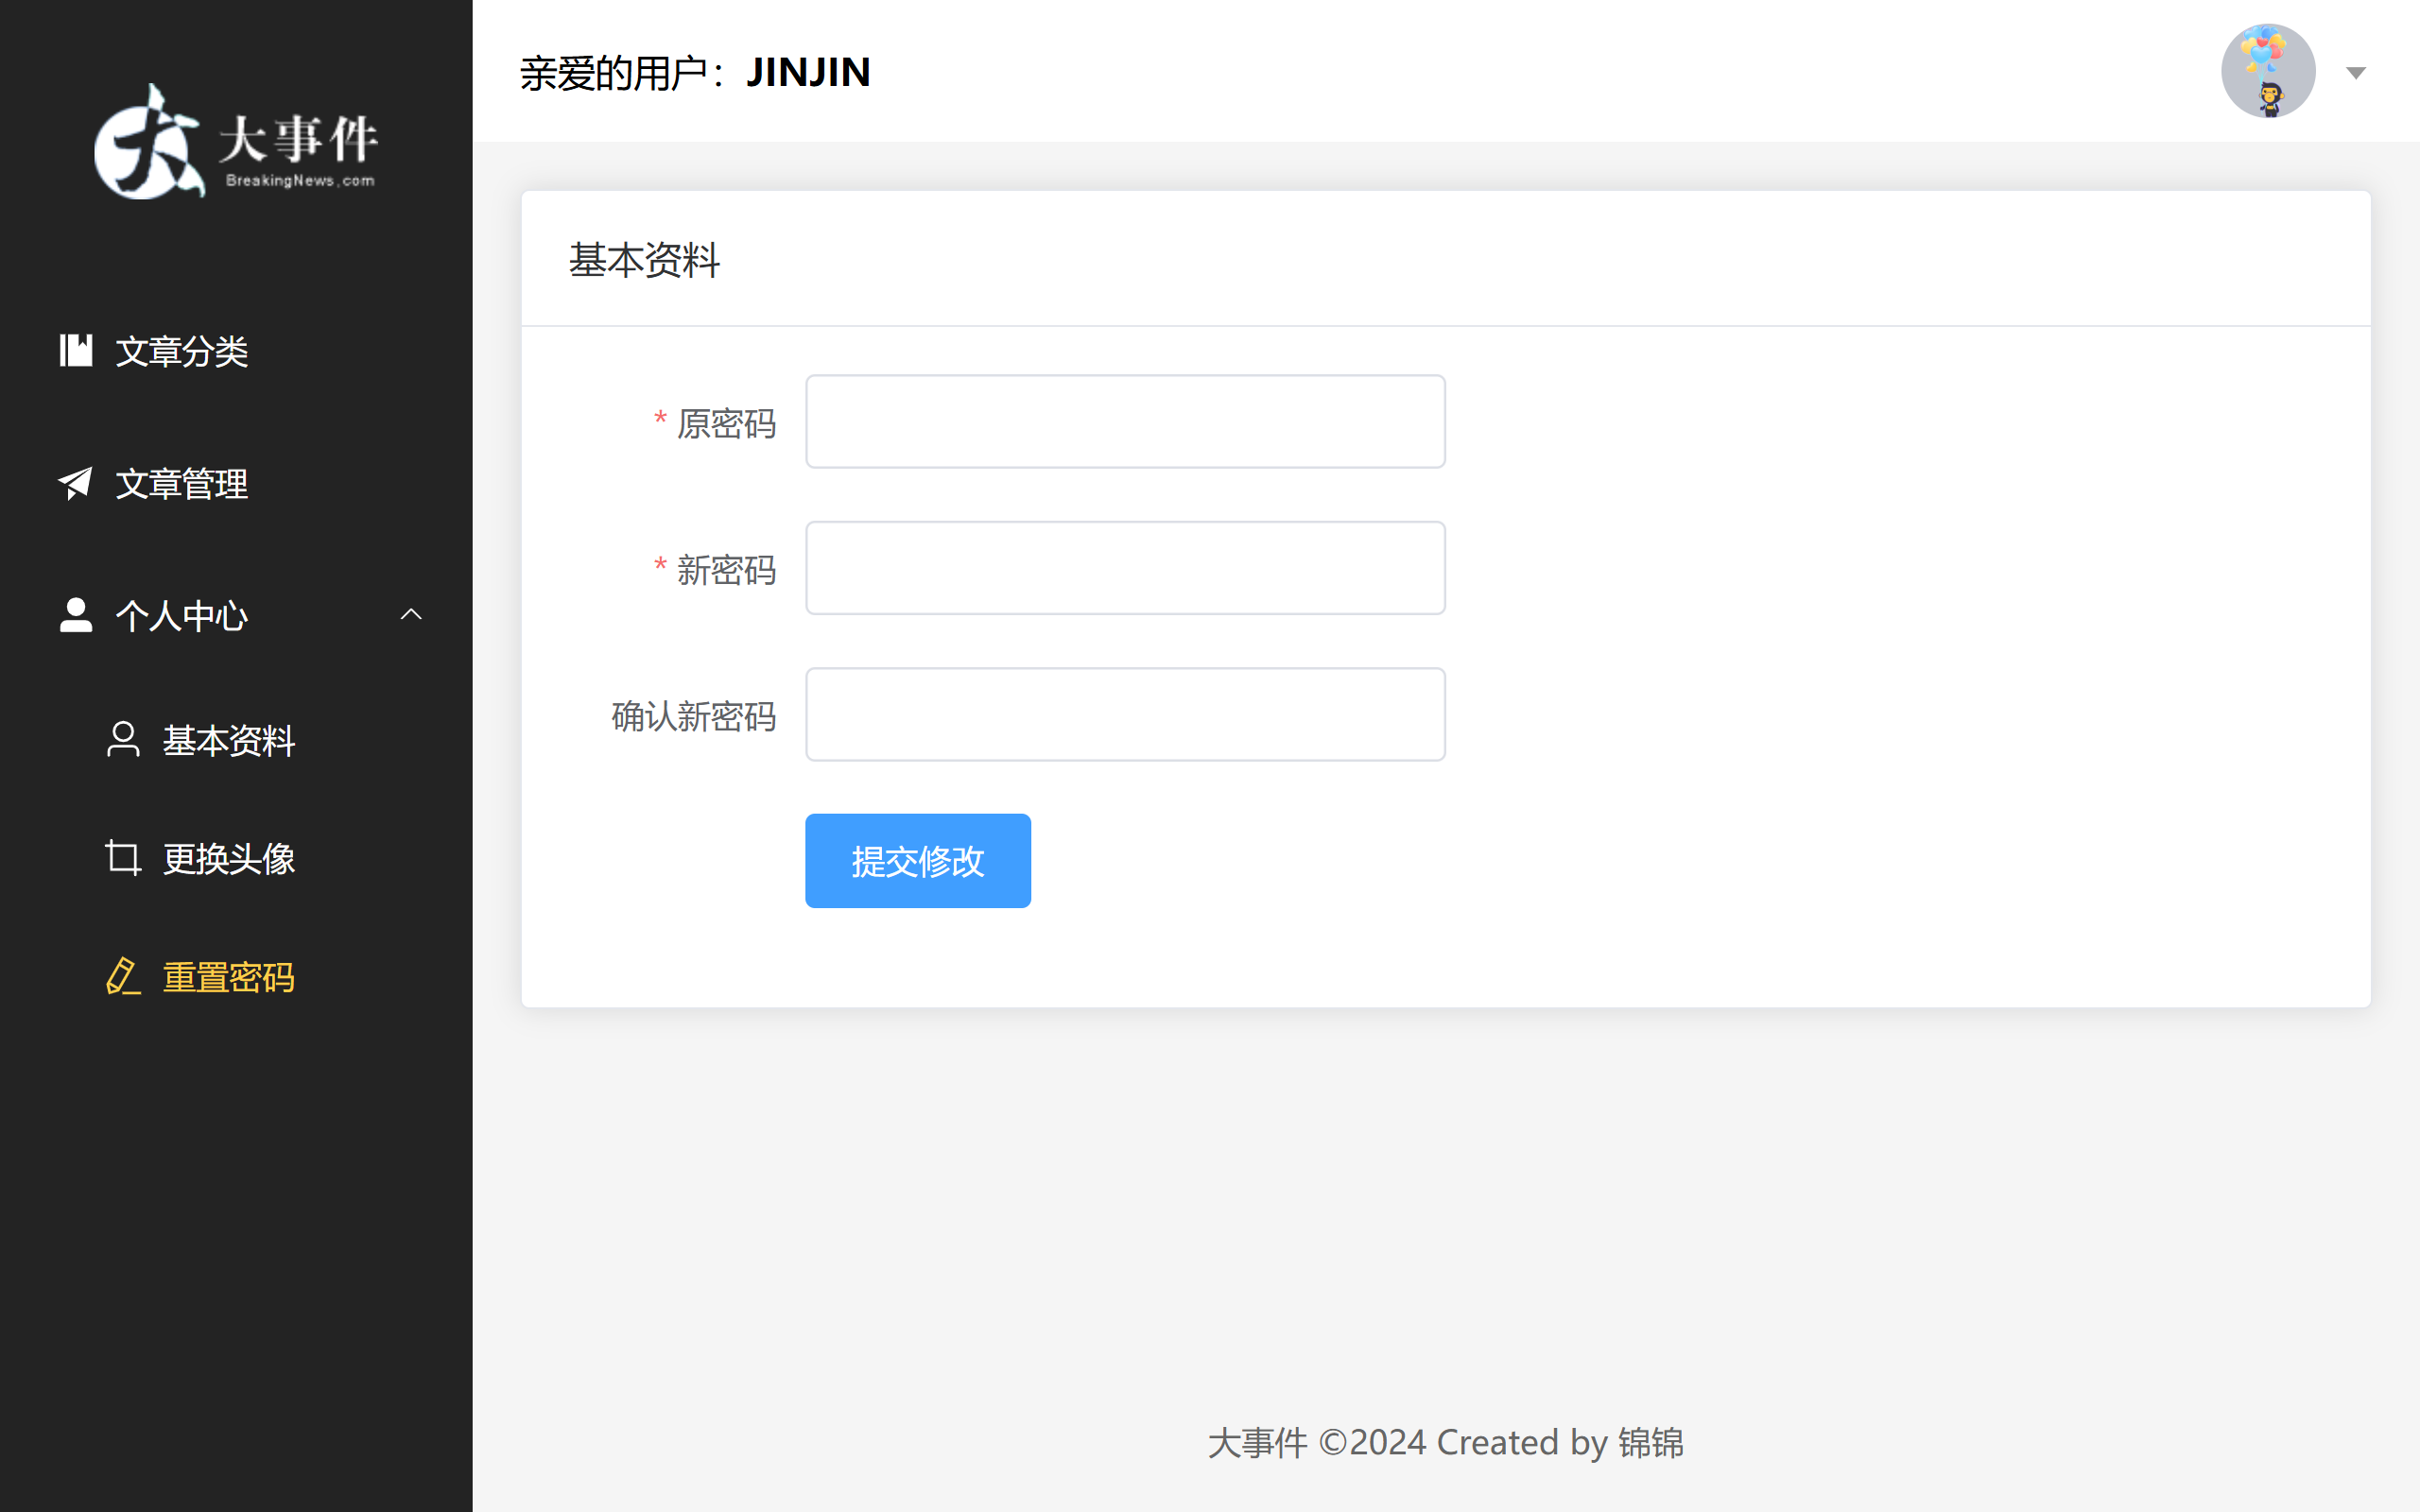 大事件
BreakingNews.com
文章分类
文章管理
个人中心
基本资料
更换头像
重置密码
亲爱的用户：JINJIN
基本资料
* 原密码
* 新密码
确认新密码
提交修改
大事件 ©2024 Created by 锦锦